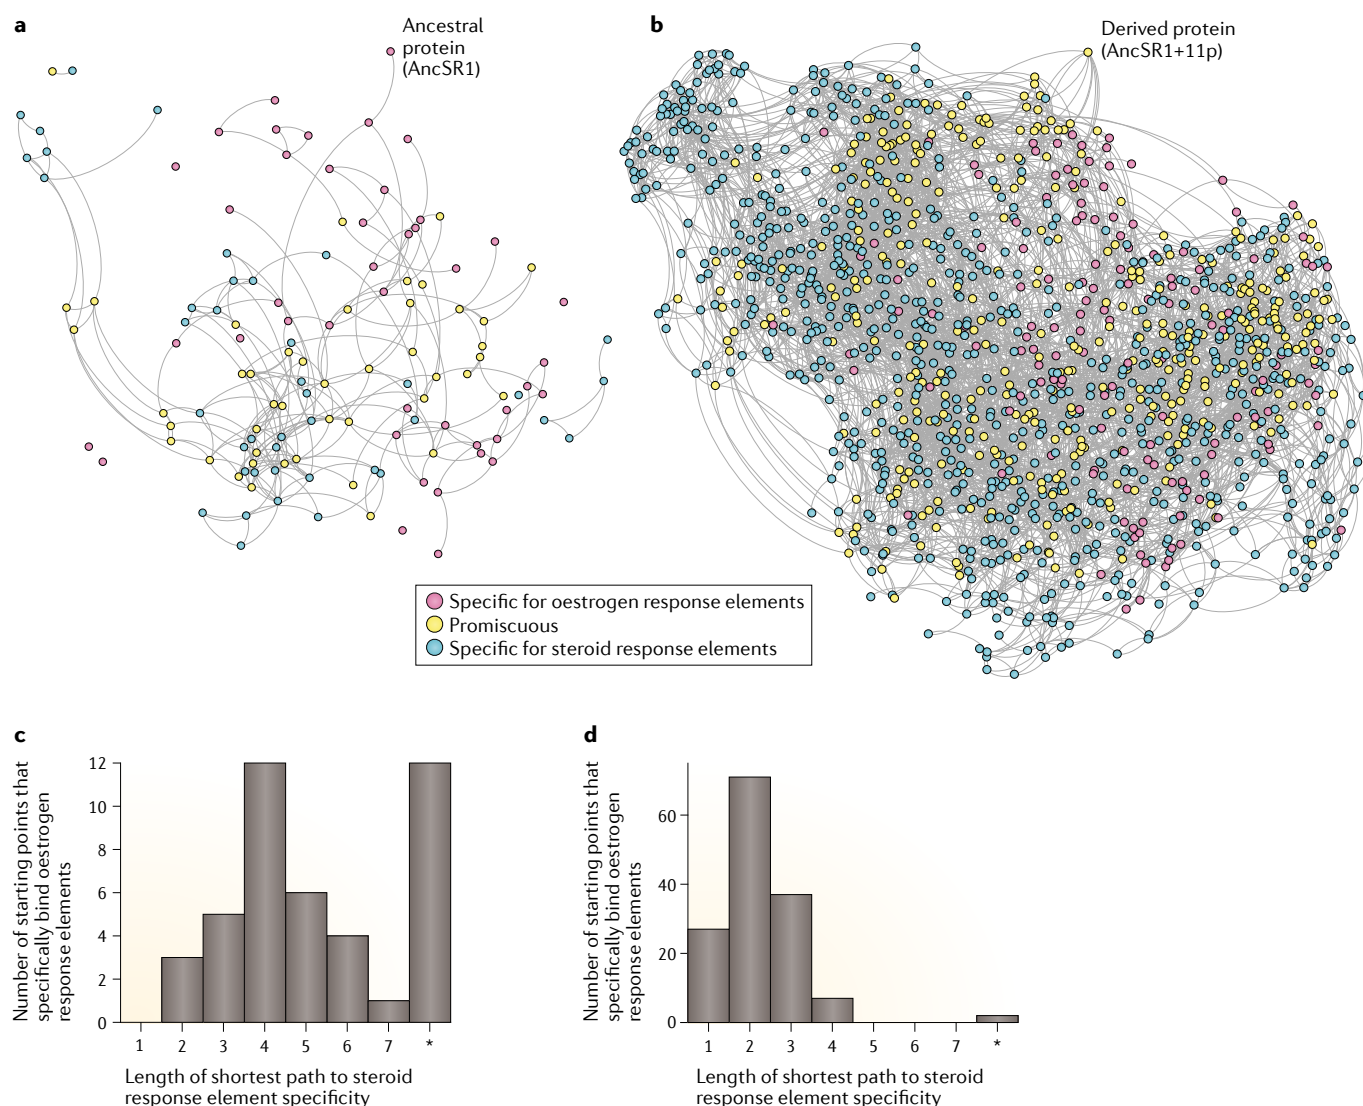 a
Ancestral
protein
(AncSR1)
b
Derived protein
(AncSR1+11p)
Specific for oestrogen response elements
Promiscuous
Specific for steroid response elements
c
Number of starting points that
specifically bind oestrogen
response elements
12
10
8
6
4
2
0
1 2 3 4 5 6 7 *
Length of shortest path to steroid
response element specificity
d
Number of starting points that
specifically bind oestrogen
response elements
60
40
20
0
1 2 3 4 5 6 7 *
Length of shortest path to steroid
response element specificity